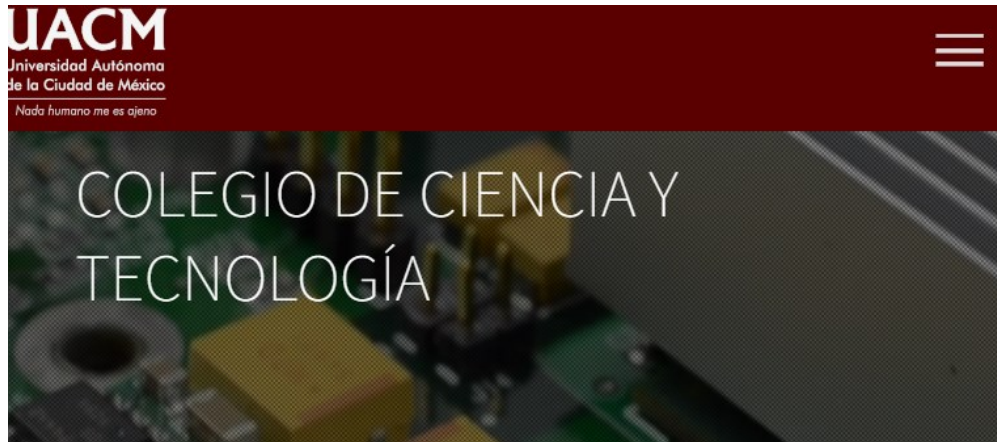 UACM
Universidad Autónoma
de la Ciudad de México
Nada humano me es ajeno
COLEGIO DE CIENCIA Y
TECNOLOGÍA